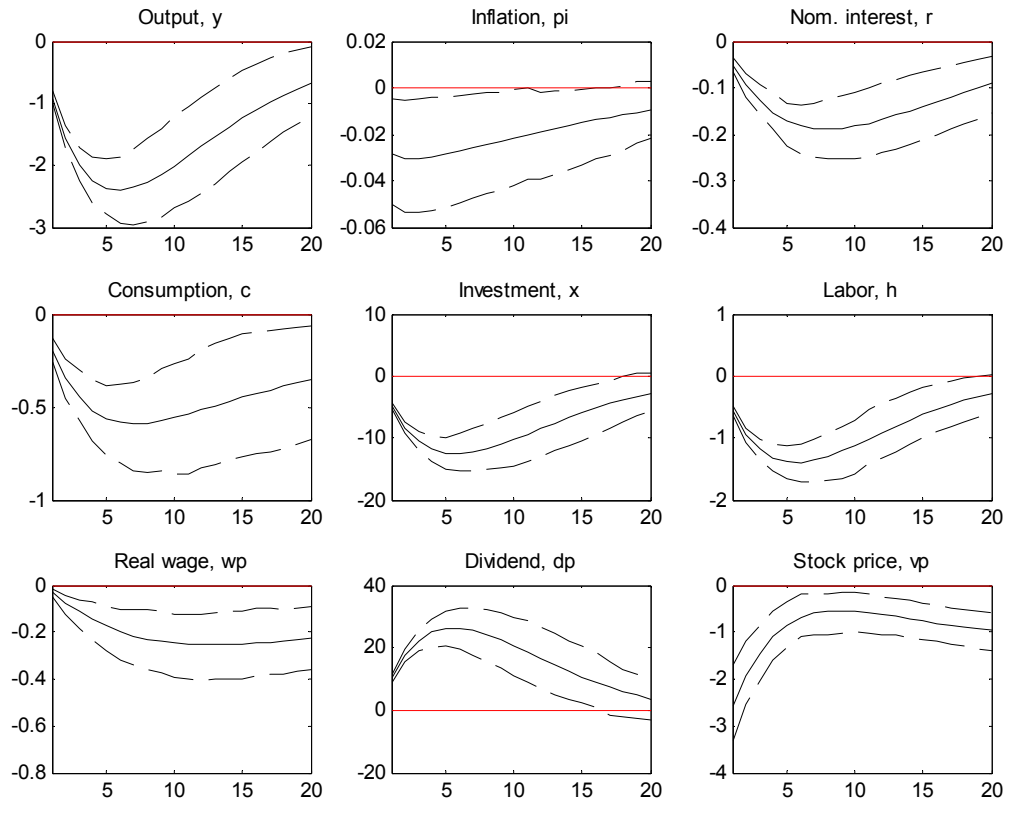 Output, y
0
-1
-2
-3
5 10 15 20
Inflation, pi
0.02
0
-0.02
-0.04
-0.06
5 10 15 20
Nom. interest, r
0
-0.1
-0.2
-0.3
-0.4
5 10 15 20
Consumption, c
0
-0.5
-1
5 10 15 20
Investment, x
10
0
-10
-20
5 10 15 20
Labor, h
1
0
-1
-2
5 10 15 20
Real wage, wp
0
-0.2
-0.4
-0.6
-0.8
5 10 15 20
Dividend, dp
40
20
0
-20
5 10 15 20
Stock price, vp
0
-1
-2
-3
-4
5 10 15 20